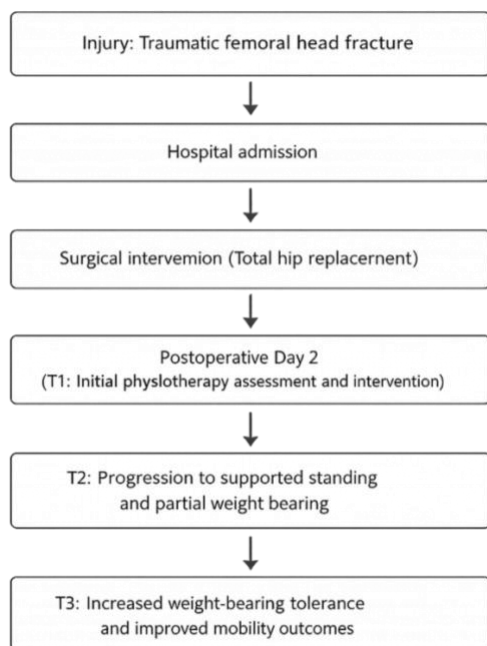 Injury: Traumatic femoral head fracture
Hospital admission
Surgical intervemion (Total hip replacernent)
Postoperative Day 2
(T1: Initial physlotherapy assessment and intervention)
T2: Progression to supported standing
and partial weight bearing
T3: Increased weight-bearing tolerance
and improved mobility outcomes